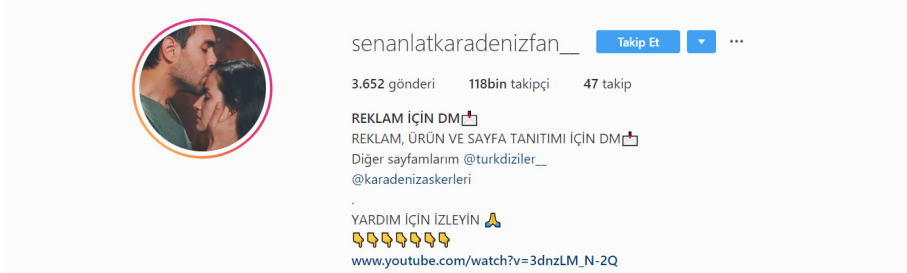 senanlatkaradenizfan__ Takip Et
3.652 gönderi 118bin takipçi 47 takip
REKLAM İÇİN DM📩
REKLAM, ÜRÜN VE SAYFA TANITIMI İÇİN DM📩
Diğer sayfamlarım @turkdiziler__
@karadenizaskerleri
.
YARDIM İÇİN İZLEYİN 🙏
👇👇👇👇👇👇👇
www.youtube.com/watch?v=3dnzLM_N-2Q